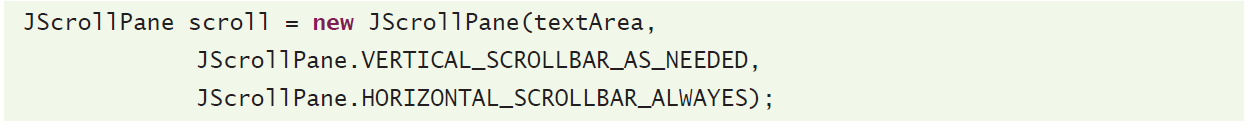 JScrollPane scroll = new JScrollPane(textArea,
JScrollPane.VERTICAL_SCROLLBAR_AS_NEEDED,
JScrollPane.HORIZONTAL_SCROLLBAR_ALWAYES);